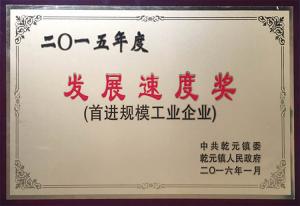 二〇一五年度
发展速度奖
(首进规模工业企业)
中共乾元镇委
乾元镇人民政府
二〇一六年一月